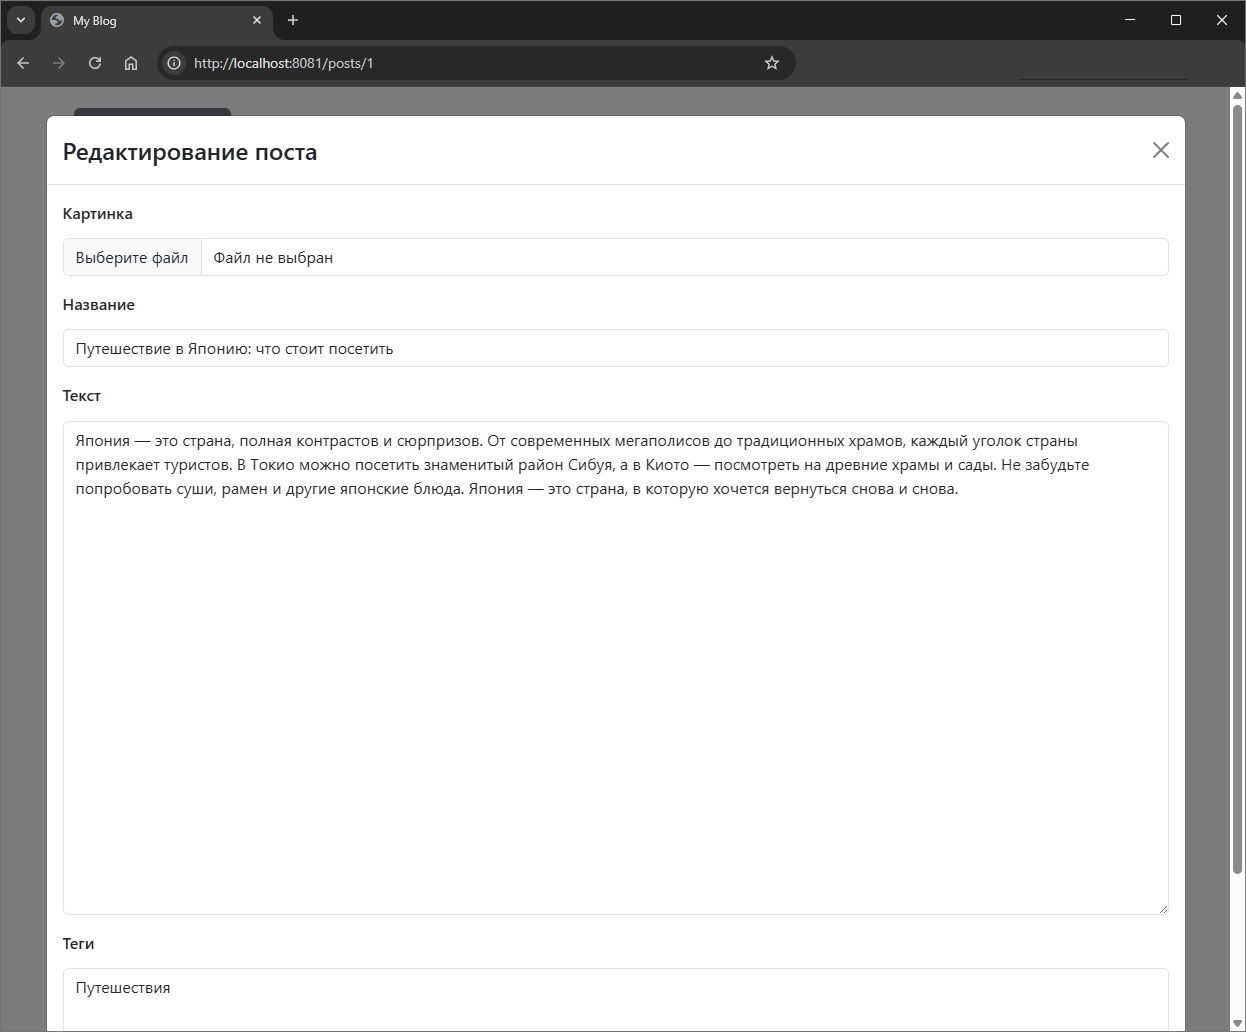 My Blog
http://localhost:8081/posts/1
Редактирование поста
Картинка
Выберите файл Файл не выбран
Название
Путешествие в Японию: что стоит посетить
Текст
Япония — это страна, полная контрастов и сюрпризов. От современных мегаполисов до традиционных храмов, каждый уголок страны
привлекает туристов. В Токио можно посетить знаменитый район Сибуя, а в Киото — посмотреть на древние храмы и сады. Не забудьте
попробовать суши, рамен и другие японские блюда. Япония — это страна, в которую хочется вернуться снова и снова.
Теги
Путешествия